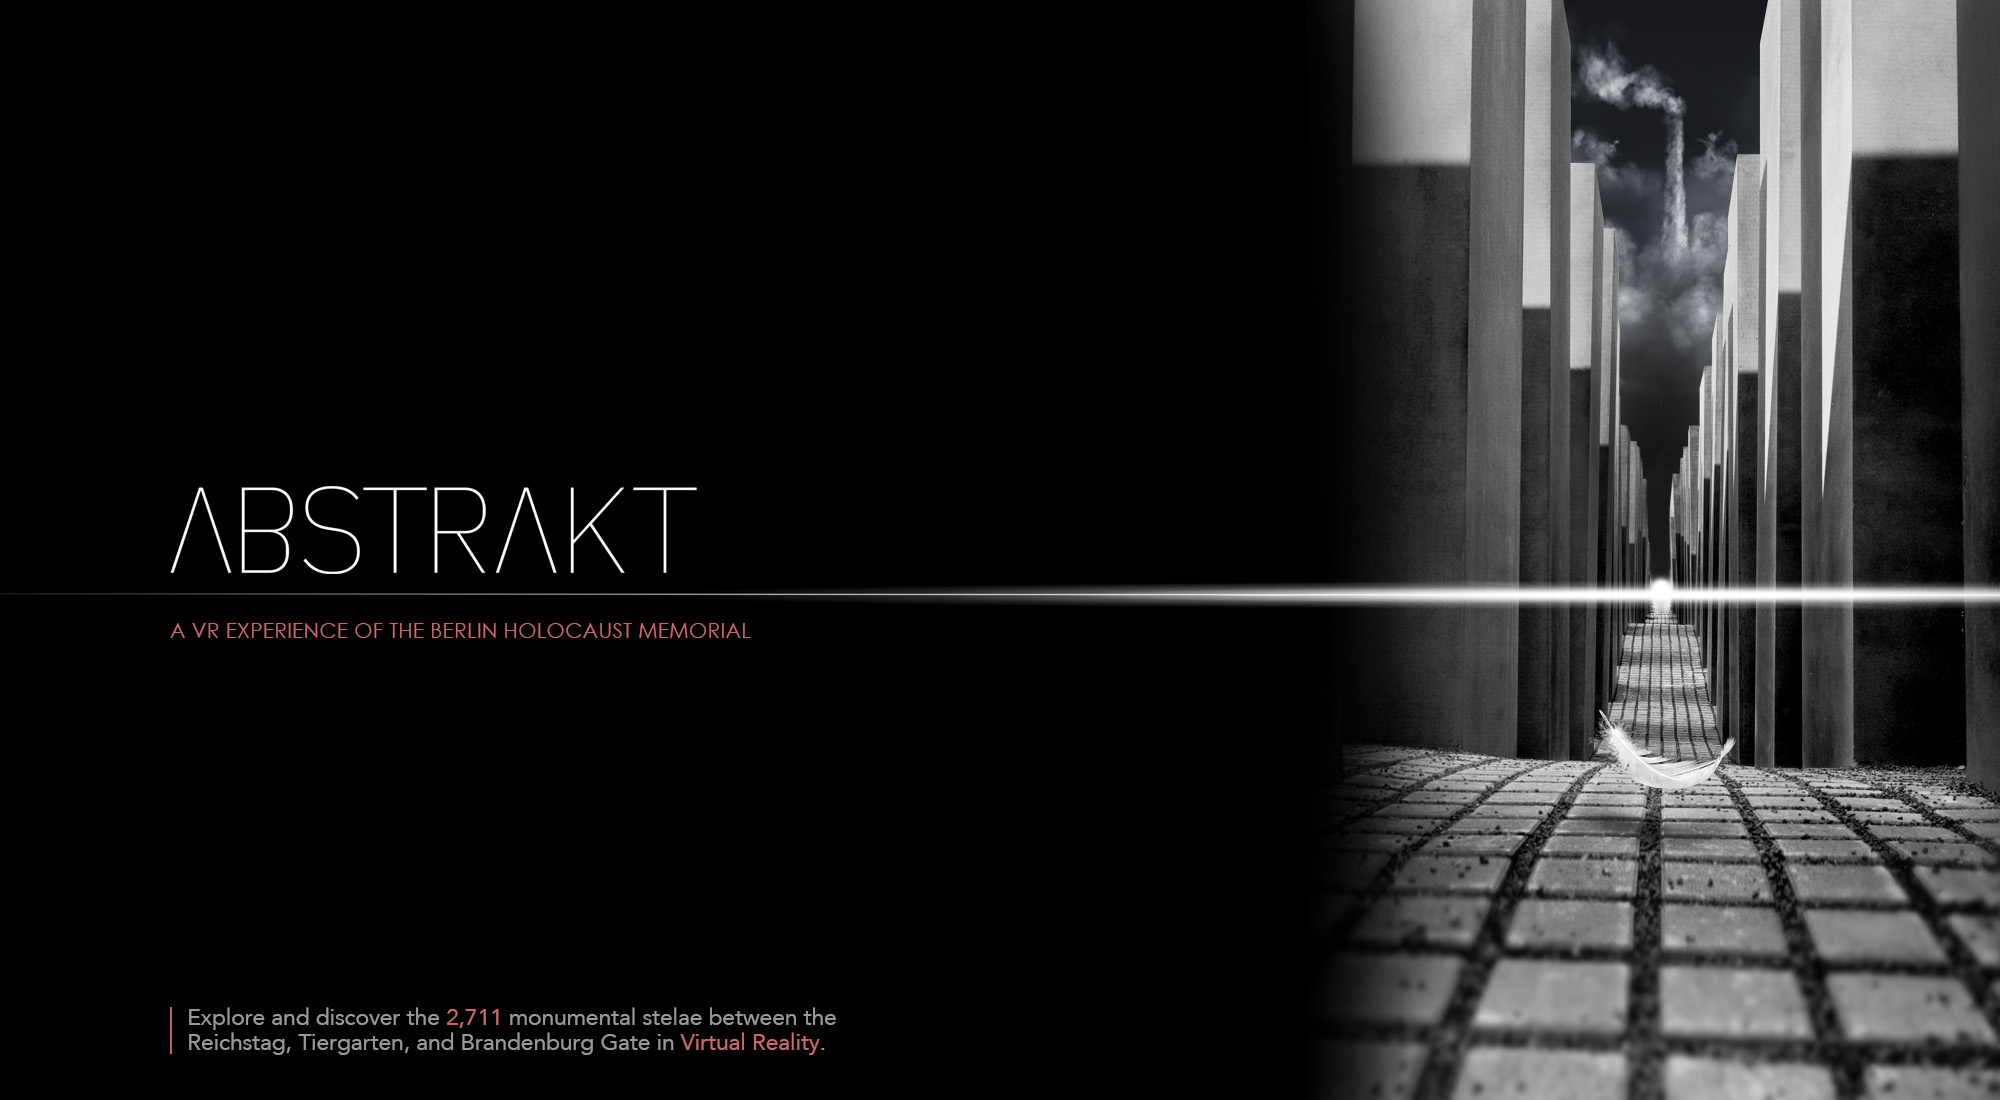 ABSTRAKT
A VR EXPERIENCE OF THE BERLIN HOLOCAUST MEMORIAL
Explore and discover the 2,711 monumental stelae between the
Reichstag, Tiergarten, and Brandenburg Gate in Virtual Reality.